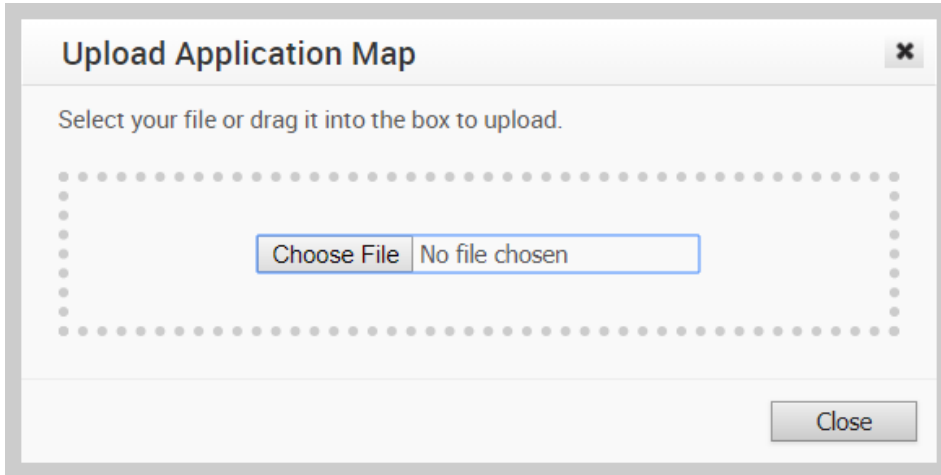 Upload Application Map
Select your file or drag it into the box to upload.
Choose File No file chosen
Close